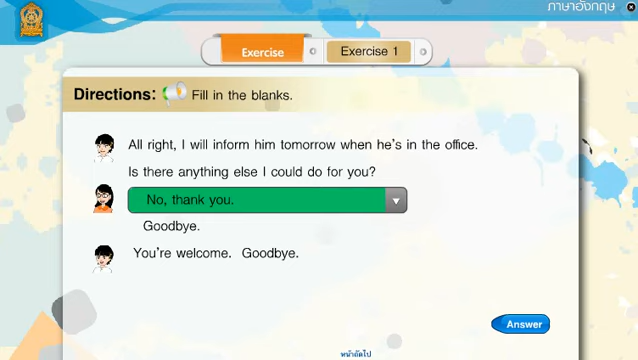 ภาษาอังกฤษ
Exercise
Exercise 1
Directions: Fill in the blanks.
All right, I will inform him tomorrow when he's in the office.
Is there anything else I could do for you?
No, thank you.
Goodbye.
You're welcome. Goodbye.
Answer
หน้าถัดไป